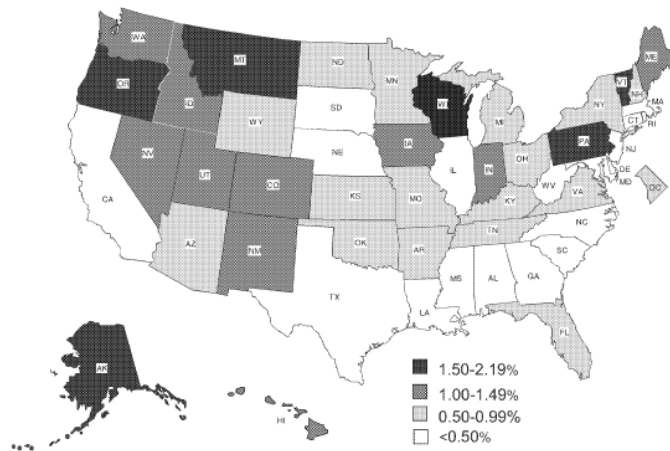 WA
ME
MT
ND
VT
OR
MN
NH
ID
WI
NY
MA
SD
MI
CT
RI
WY
PA
IA
NJ
NE
OH
NV
IL
IN
DE
UT
MD
DC
CO
WV
VA
CA
KS
MO
KY
NC
TN
AZ
OK
NM
AR
SC
MS
AL
GA
TX
LA
FL
AK
HI
1.50-2.19%
1.00-1.49%
0.50-0.99%
<0.50%